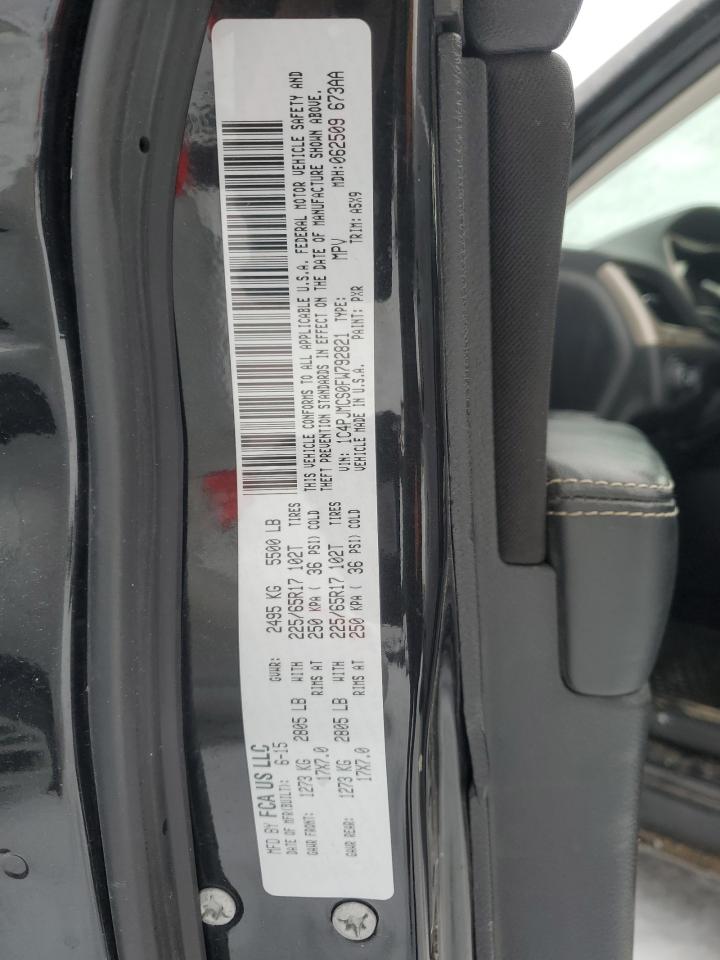 MFD BY FCA US LLC
DATE OF MFR(BUILT): 6-15 GVWR: 2495 KG 5500 LB
GAWR FRONT: 1273 KG 2805 LB WITH 225/65R17 102T TIRES
17X7.0 RIMS AT 250 KPA ( 36 PSI) COLD
GAWR REAR: 1273 KG 2805 LB WITH 225/65R17 102T TIRES
17X7.0 RIMS AT 250 KPA ( 36 PSI) COLD
THIS VEHICLE CONFORMS TO ALL APPLICABLE U.S.A. FEDERAL MOTOR VEHICLE SAFETY AND
THEFT PREVENTION STANDARDS IN EFFECT ON THE DATE OF MANUFACTURE SHOWN ABOVE.
VIN: 1C4PJMCS0FW792821 TYPE: MPV MDH:062509 673AA
VEHICLE MADE IN U.S.A. PAINT: PXR TRIM: A5X9